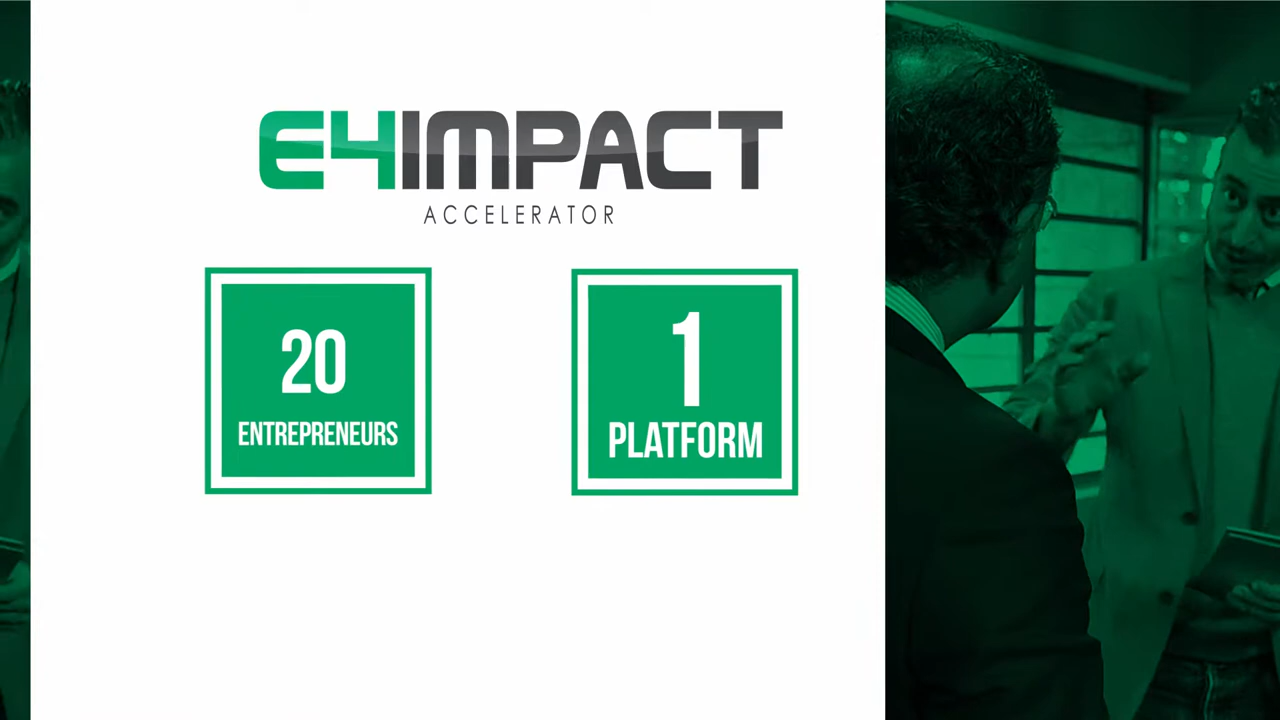 E4IMPACT
ACCELERATOR
20
ENTREPRENEURS
1
PLATFORM